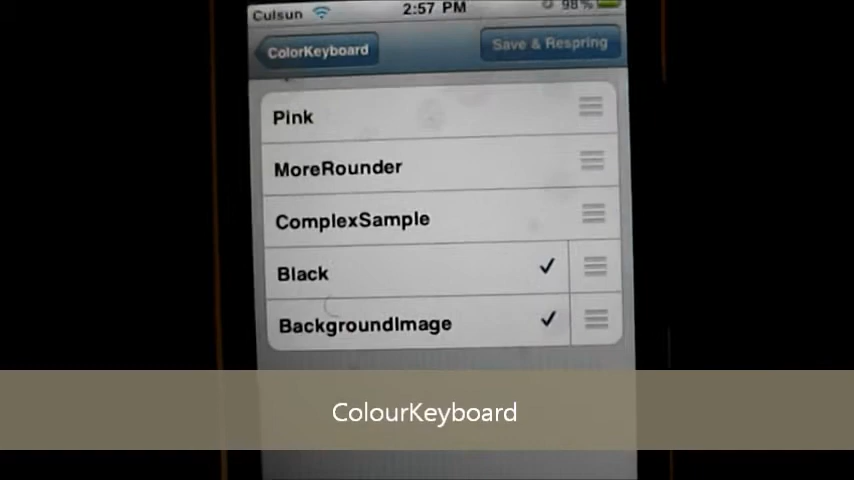 Culsun 2:57 PM 98%
ColorKeyboard Save & Respring
Pink
MoreRounder
ComplexSample
Black
BackgroundImage
ColourKeyboard